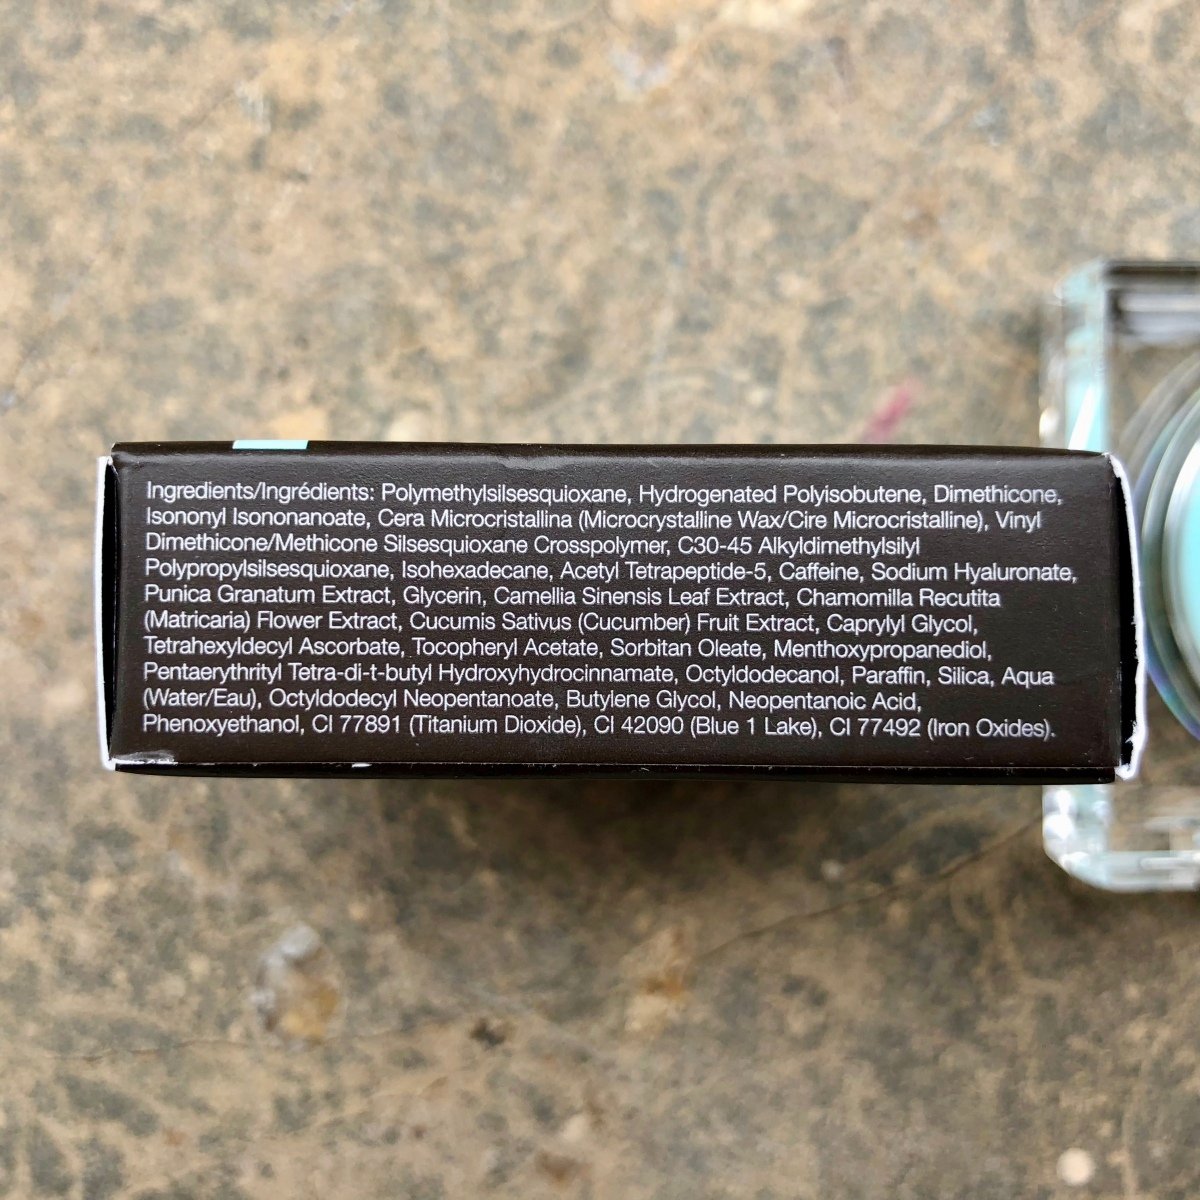 Ingredients/Ingrédients: Polymethylsilsesquioxane, Hydrogenated Polyisobutene, Dimethicone,
Isononyl Isononanoate, Cera Microcristallina (Microcrystalline Wax/Cire Microcristalline), Vinyl
Dimethicone/Methicone Silsesquioxane Crosspolymer, C30-45 Alkyldimethylsilyl
Polypropylsilsesquioxane, Isohexadecane, Acetyl Tetrapeptide-5, Caffeine, Sodium Hyaluronate,
Punica Granatum Extract, Glycerin, Camellia Sinensis Leaf Extract, Chamomilla Recutita
(Matricaria) Flower Extract, Cucumis Sativus (Cucumber) Fruit Extract, Caprylyl Glycol,
Tetrahexyldecyl Ascorbate, Tocopheryl Acetate, Sorbitan Oleate, Menthoxypropanediol,
Pentaerythrityl Tetra-di-t-butyl Hydroxyhydrocinnamate, Octyldodecanol, Paraffin, Silica, Aqua
(Water/Eau), Octyldodecyl Neopentanoate, Butylene Glycol, Neopentanoic Acid,
Phenoxyethanol, CI 77891 (Titanium Dioxide), CI 42090 (Blue 1 Lake), CI 77492 (Iron Oxides).